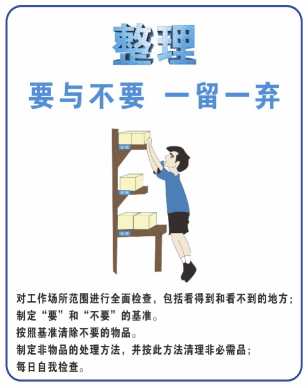 整理
要与不要 一留一弃
对工作场所范围进行全面检查，包括看得到和看不到的地方；
制定“要”和“不要”的基准。
按照基准清除不要的物品。
制定非物品的处理方法，并按此方法清理非必需品；
每日自我检查。